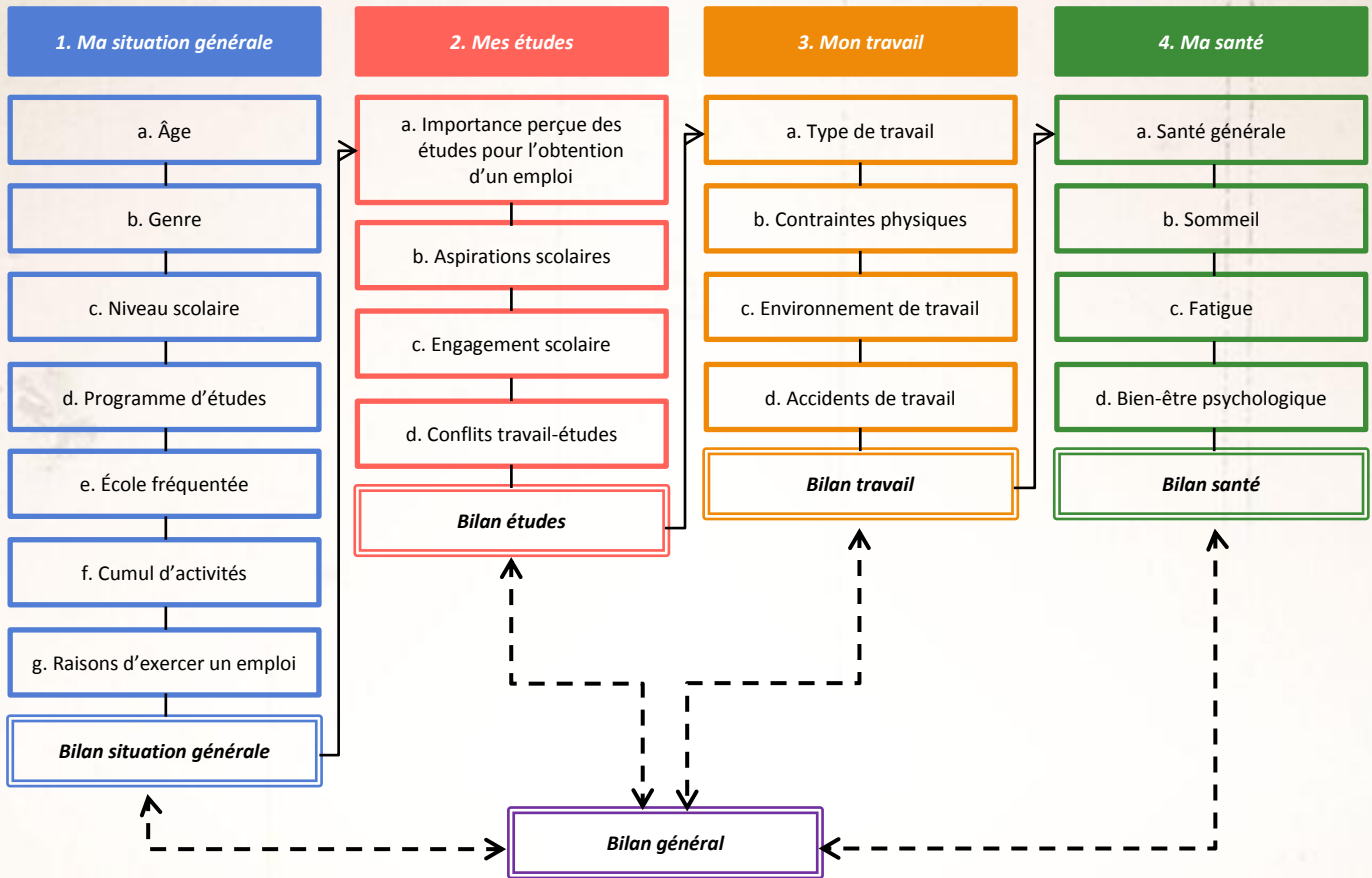 1. Ma situation générale
a. Âge
b. Genre
c. Niveau scolaire
d. Programme d’études
e. École fréquentée
f. Cumul d’activités
g. Raisons d’exercer un emploi
Bilan situation générale
2. Mes études
a. Importance perçue des
études pour l’obtention
d’un emploi
b. Aspirations scolaires
c. Engagement scolaire
d. Conflits travail-études
Bilan études
3. Mon travail
a. Type de travail
b. Contraintes physiques
c. Environnement de travail
d. Accidents de travail
Bilan travail
4. Ma santé
a. Santé générale
b. Sommeil
c. Fatigue
d. Bien-être psychologique
Bilan santé
Bilan général